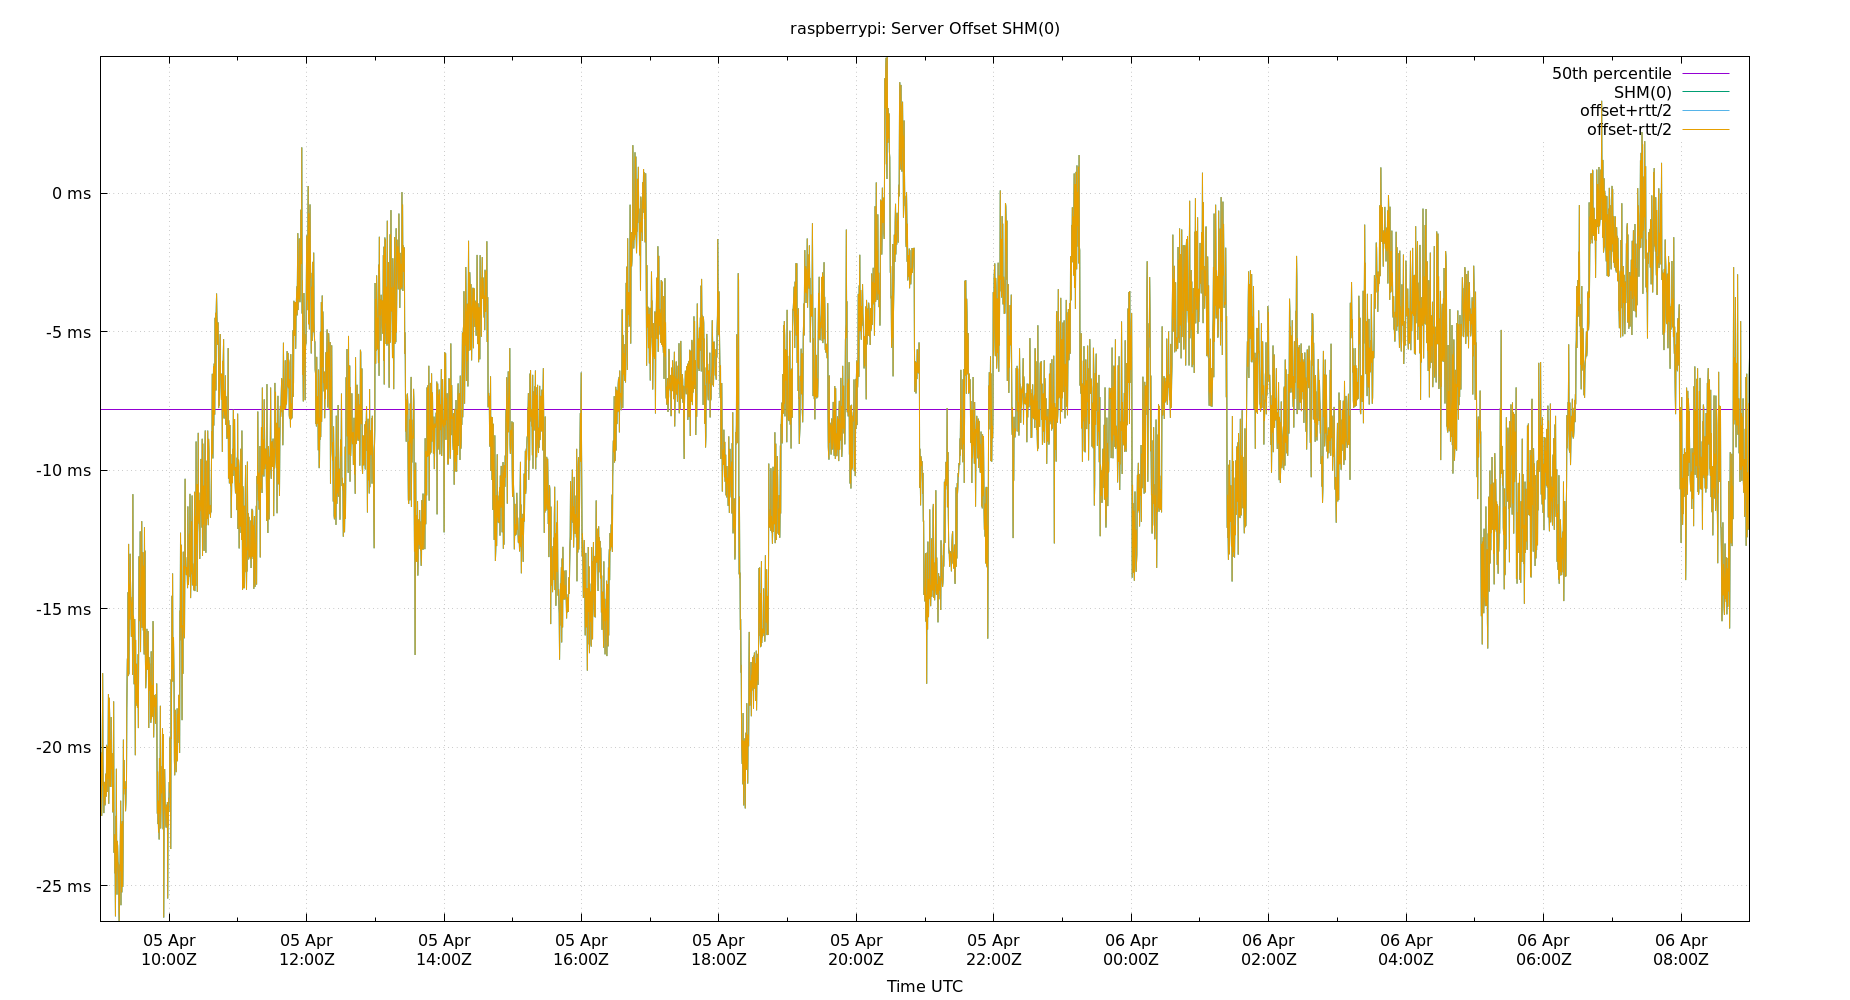 raspberrypi: Server Offset SHM(0)
50th percentile
SHM(0)
offset+rtt/2
offset-rtt/2
0 ms
-5 ms
-10 ms
-15 ms
-20 ms
-25 ms
05 Apr 05 Apr 05 Apr 05 Apr 05 Apr 05 Apr 05 Apr 06 Apr 06 Apr 06 Apr 06 Apr 06 Apr
10:00Z 12:00Z 14:00Z 16:00Z 18:00Z 20:00Z 22:00Z 00:00Z 02:00Z 04:00Z 06:00Z 08:00Z
Time UTC